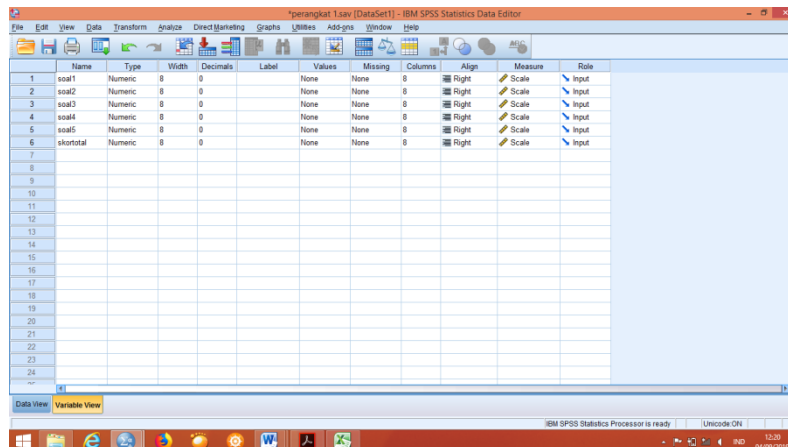 *perangkat 1.sav [DataSet1] - IBM SPSS Statistics Data Editor
File Edit View Data Transform Analyze Direct Marketing Graphs Utilities Add-ons Window Help
Name Type Width Decimals Label Values Missing Columns Align Measure Role
1 soal1 Numeric 8 0 None None 8 Right Scale Input
2 soal2 Numeric 8 0 None None 8 Right Scale Input
3 soal3 Numeric 8 0 None None 8 Right Scale Input
4 soal4 Numeric 8 0 None None 8 Right Scale Input
5 soal5 Numeric 8 0 None None 8 Right Scale Input
6 skortotal Numeric 8 0 None None 8 Right Scale Input
7
8
9
10
11
12
13
14
15
16
17
18
19
20
21
22
23
24
Data View Variable View
IBM SPSS Statistics Processor is ready Unicode:ON
IND 12:20